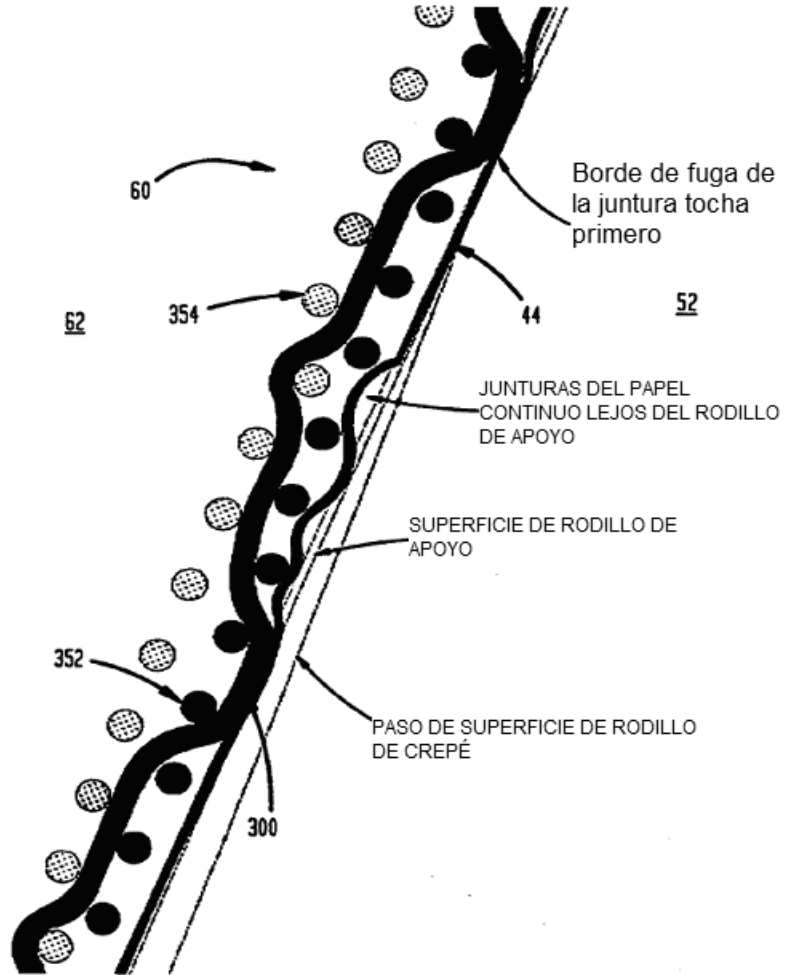 60
Borde de fuga de
la juntura tocha
primero
62
354
44
52
JUNTURAS DEL PAPEL
CONTINUO LEJOS DEL RODILLO
DE APOYO
SUPERFICIE DE RODILLO DE
APOYO
352
PASO DE SUPERFICIE DE RODILLO
DE CREPÉ
300